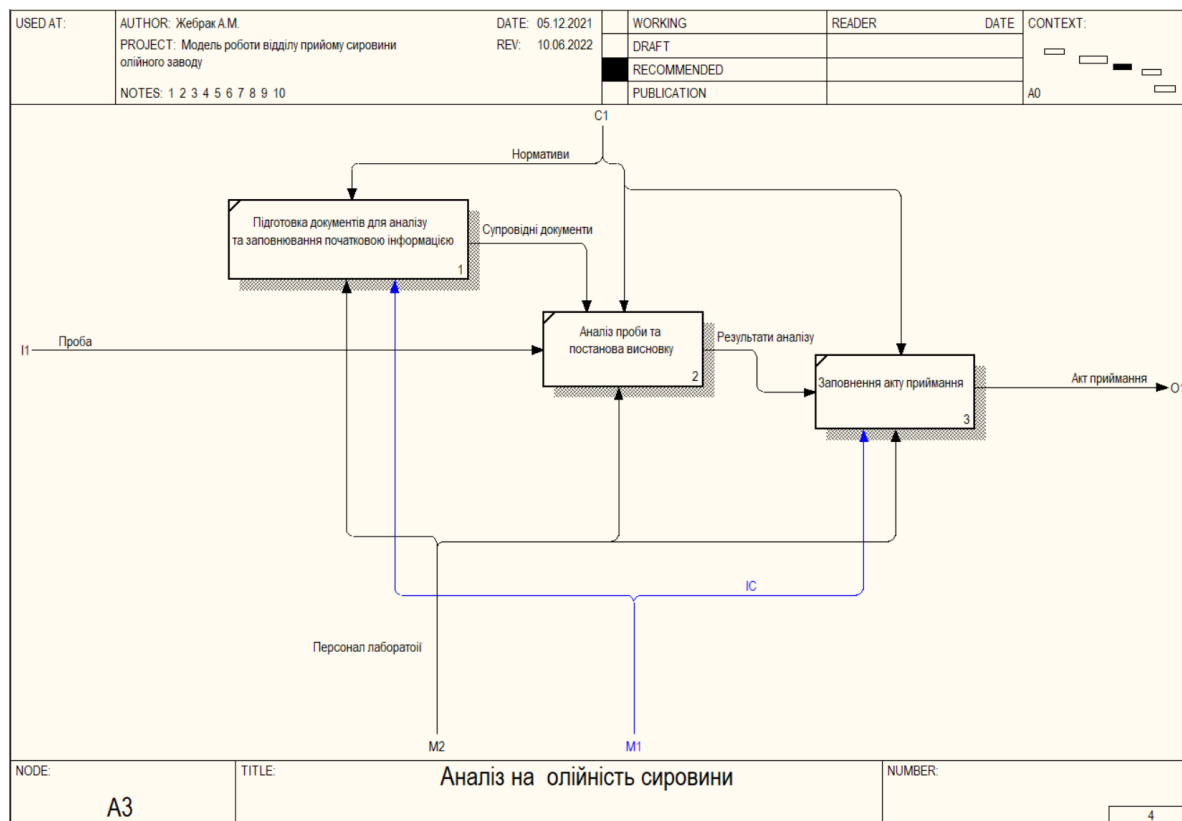 USED AT:
AUTHOR: Жебрак А.М.
DATE: 05.12.2021
PROJECT: Модель роботи відділу прийому сировини
олійного заводу
REV: 10.06.2022
NOTES: 1 2 3 4 5 6 7 8 9 10
WORKING
DRAFT
RECOMMENDED
PUBLICATION
READER DATE
CONTEXT:
A0
C1
Нормативи
Підготовка документів для аналізу
та заповнювання початковою інформацією
1
Супровідні документи
I1
Проба
Аналіз проби та
постанова висновку
2
Результати аналізу
Заповнення акту приймання
3
Акт приймання
O1
ІС
Персонал лаборатоії
M2
M1
NODE:
A3
TITLE:
Аналіз на олійність сировини
NUMBER:
4